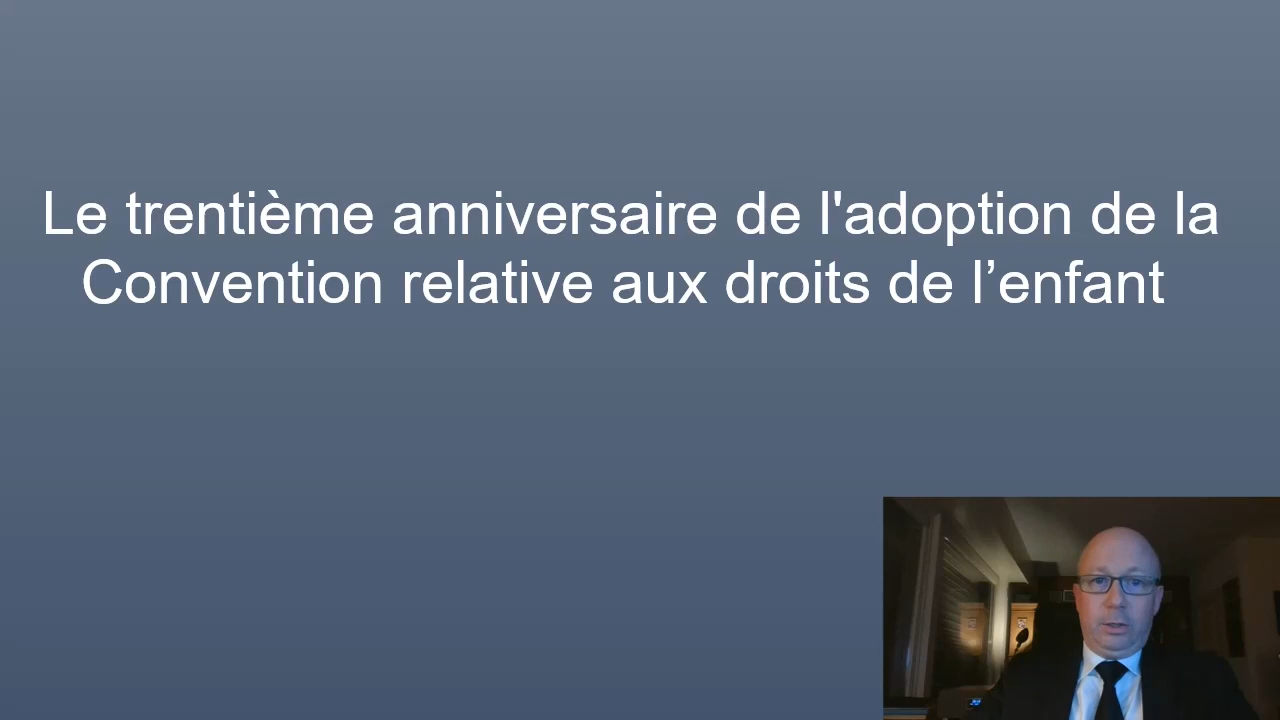 Le trentième anniversaire de l'adoption de la
Convention relative aux droits de l’enfant